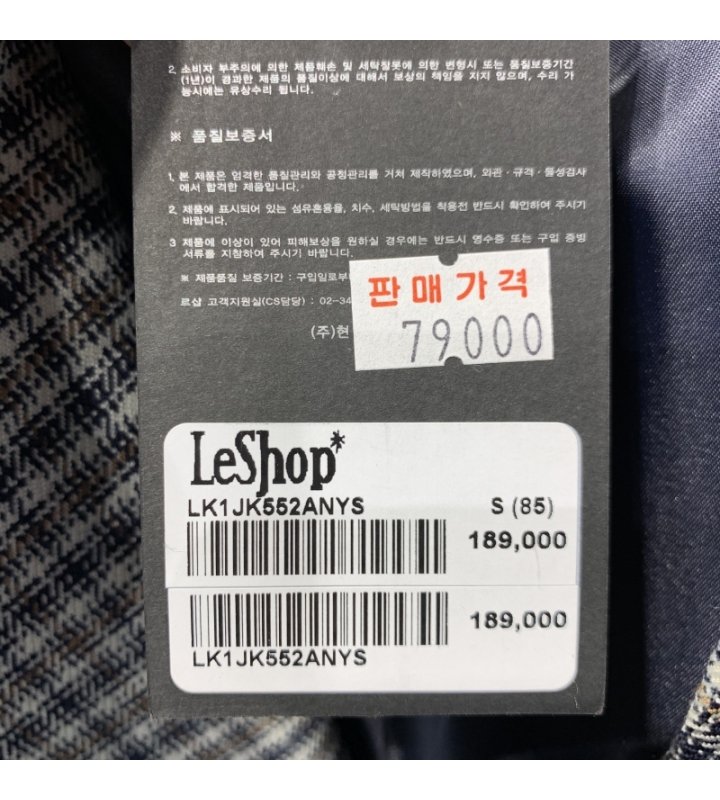 2. 소비자 부주의에 의한 제품훼손 및 세탁잘못에 의한 변형시 또는 품질보증기간
(1년)이 경과한 제품의 품질이상에 대해서 보상의 책임을 지지 않으며, 수리 가
능시에는 유상수리 됩니다.
※ 품질보증서
1. 본 제품은 엄격한 품질관리와 공정관리를 거쳐 제작하였으며, 외관 · 규격 · 물성검사
에서 합격한 제품입니다.
2. 제품에 표시되어 있는 섬유혼용율, 치수, 세탁방법을 착용전 반드시 확인하여 주시기
바랍니다.
3 제품에 이상이 있어 피해보상을 원하실 경우에는 반드시 영수증 또는 구입 증빙
서류를 지참하여 주시기 바랍니다.
※ 제품품질 보증기간 : 구입일로부
르샵 고객지원실(CS담당) : 02-34
(주)현
판매가격
79000
LeShop*
LK1JK552ANYS S (85)
189,000
189,000
LK1JK552ANYS